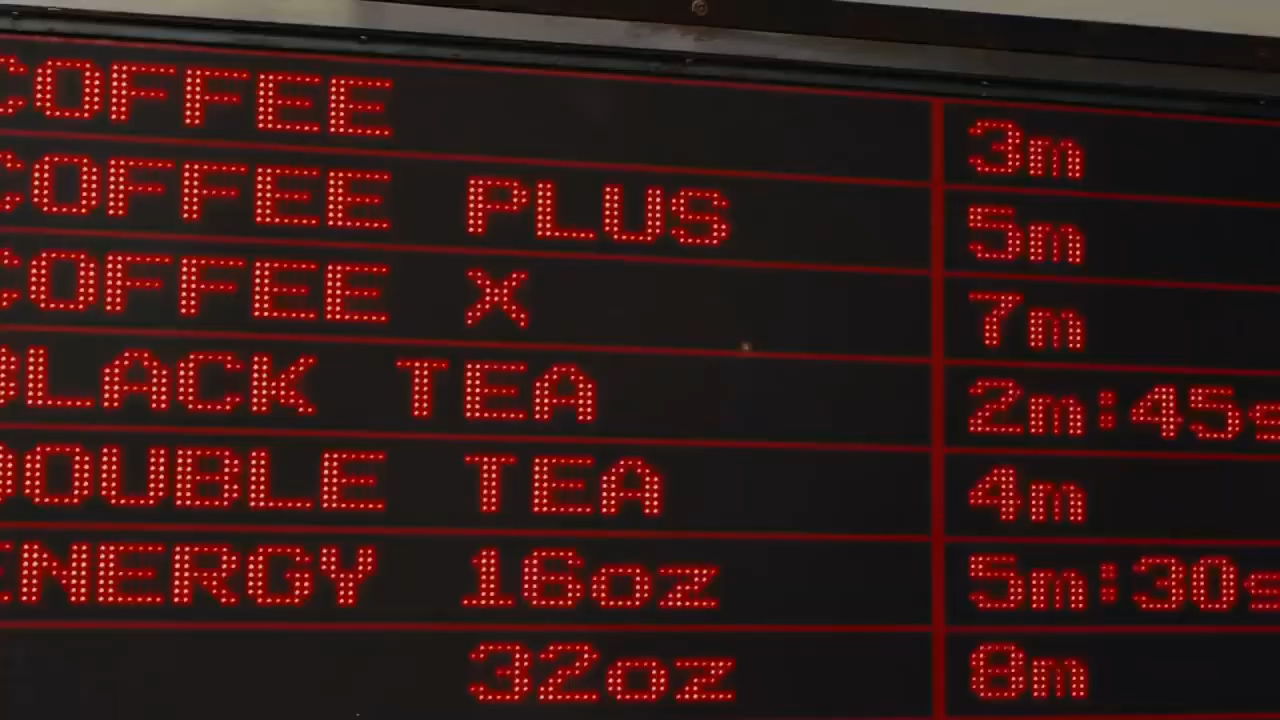 COFFEE 3m
COFFEE PLUS 5m
COFFEE X 7m
BLACK TEA 2m:45s
DOUBLE TEA 4m
ENERGY 16oz 5m:30s
32oz 8m